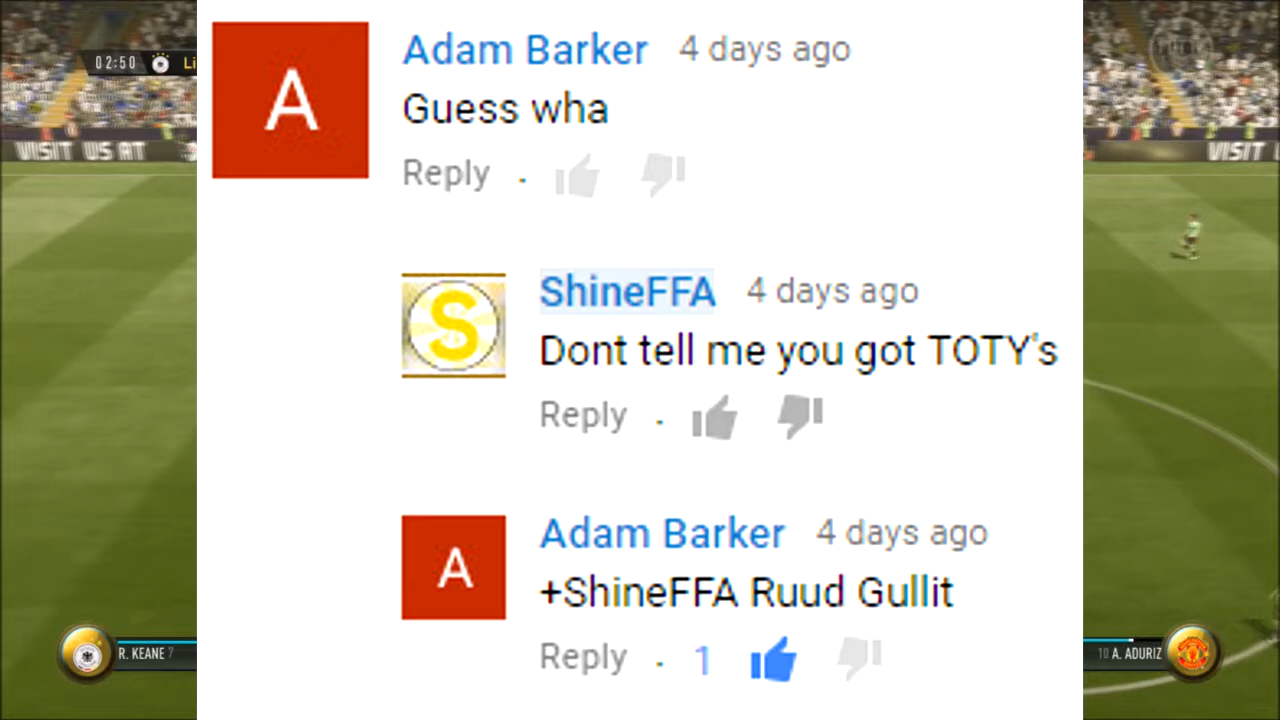 02:50 Li
VISIT US AT
VISIT
A
Adam Barker 4 days ago
Guess wha
Reply
S
ShineFFA 4 days ago
Dont tell me you got TOTY's
Reply
A
Adam Barker 4 days ago
+ShineFFA Ruud Gullit
Reply 1
R. KEANE 7
10 A. ADURIZ